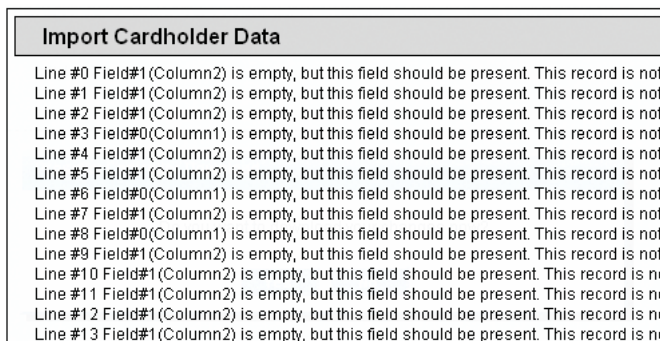 Import Cardholder Data
Line #0 Field#1(Column2) is empty, but this field should be present. This record is not
Line #1 Field#1(Column2) is empty, but this field should be present. This record is not
Line #2 Field#1(Column2) is empty, but this field should be present. This record is not
Line #3 Field#0(Column1) is empty, but this field should be present. This record is not
Line #4 Field#1(Column2) is empty, but this field should be present. This record is not
Line #5 Field#1(Column2) is empty, but this field should be present. This record is not
Line #6 Field#0(Column1) is empty, but this field should be present. This record is not
Line #7 Field#1(Column2) is empty, but this field should be present. This record is not
Line #8 Field#0(Column1) is empty, but this field should be present. This record is not
Line #9 Field#1(Column2) is empty, but this field should be present. This record is not
Line #10 Field#1(Column2) is empty, but this field should be present. This record is
Line #11 Field#1(Column2) is empty, but this field should be present. This record is
Line #12 Field#1(Column2) is empty, but this field should be present. This record is
Line #13 Field#1(Column2) is empty, but this field should be present. This record is